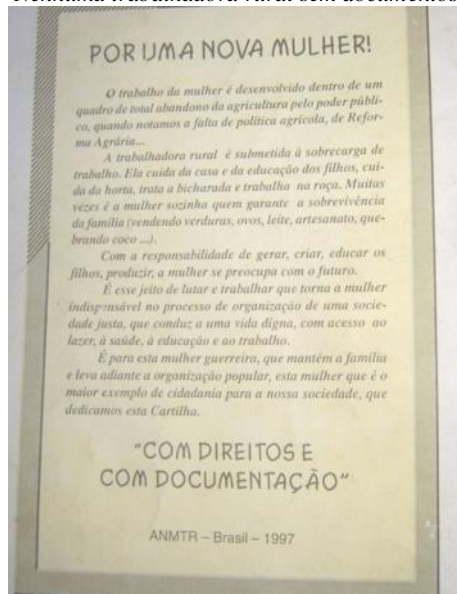 Nenhuma trabalhadora rural sem documentos
POR UMA NOVA MULHER!
O trabalho da mulher é desenvolvido dentro de um
quadro de total abandono da agricultura pelo poder públi-
co, quando notamos a falta de política agrícola, de Refor-
ma Agrária...
A trabalhadora rural é submetida à sobrecarga de
trabalho. Ela cuida da casa e da educação dos filhos, cui-
da da horta, trata a bicharada e trabalha na roça. Muitas
vezes é a mulher sozinha quem garante a sobrevivência
da família (vendendo verduras, ovos, leite, artesanato, que-
brando coco ...).
Com a responsabilidade de gerar, criar, educar os
filhos, produzir, a mulher se preocupa com o futuro.
É esse jeito de lutar e trabalhar que torna a mulher
indispensável no processo de organização de uma socie-
dade justa, que conduz a uma vida digna, com acesso ao
lazer, à saúde, à educação e ao trabalho.
É para esta mulher guerreira, que mantém a família
e leva adiante a organização popular, esta mulher que é o
maior exemplo de cidadania para a nossa sociedade, que
dedicamos esta Cartilha.
"COM DIREITOS E
COM DOCUMENTAÇÃO"
ANMTR – Brasil – 1997